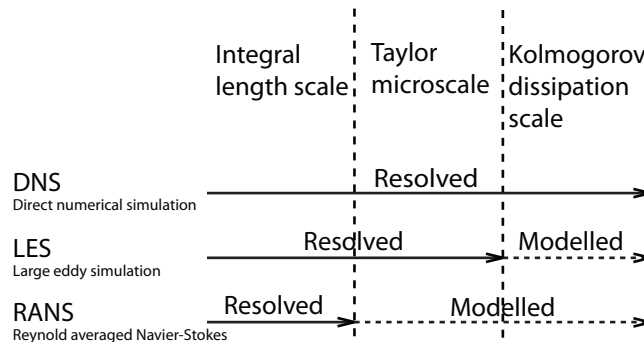 Integral
length scale
Taylor
microscale
Kolmogorov
dissipation
scale
DNS
Direct numerical simulation
Resolved
LES
Large eddy simulation
Resolved
Modelled
RANS
Reynold averaged Navier-Stokes
Resolved
Modelled